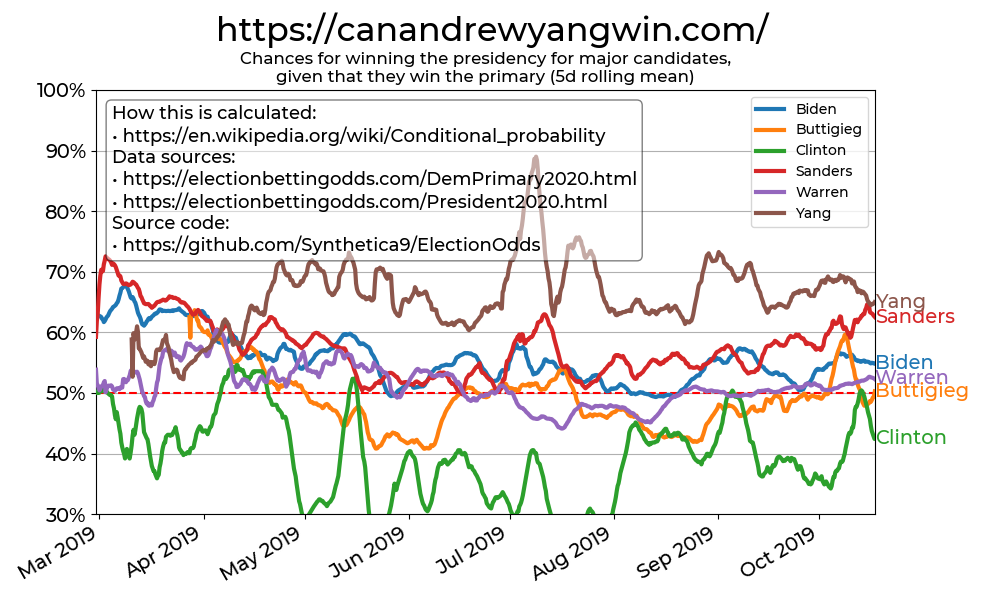 https://canandrewyangwin.com/
Chances for winning the presidency for major candidates,
given that they win the primary (5d rolling mean)
100%
90%
80%
70%
60%
50%
40%
30%
How this is calculated:
• https://en.wikipedia.org/wiki/Conditional_probability
Data sources:
• https://electionbettingodds.com/DemPrimary2020.html
• https://electionbettingodds.com/President2020.html
Source code:
• https://github.com/Synthetica9/ElectionOdds
Biden
Buttigieg
Clinton
Sanders
Warren
Yang
Yang
Sanders
Biden
Warren
Buttigieg
Clinton
Mar 2019
Apr 2019
May 2019
Jun 2019
Jul 2019
Aug 2019
Sep 2019
Oct 2019